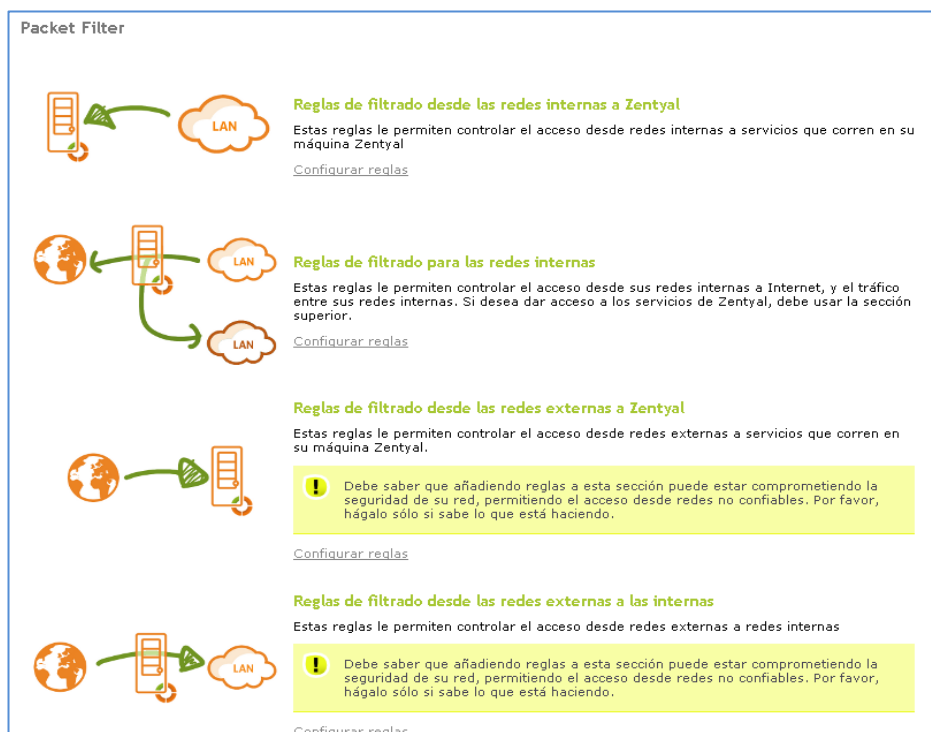 Packet Filter
LAN
Reglas de filtrado desde las redes internas a Zentyal
Estas reglas le permiten controlar el acceso desde redes internas a servicios que corren en su
máquina Zentyal
Configurar reglas
LAN
LAN
Reglas de filtrado para las redes internas
Estas reglas le permiten controlar el acceso desde sus redes internas a Internet, y el tráfico
entre sus redes internas. Si desea dar acceso a los servicios de Zentyal, debe usar la sección
superior.
Configurar reglas
Reglas de filtrado desde las redes externas a Zentyal
Estas reglas le permiten controlar el acceso desde redes externas a servicios que corren en
su máquina Zentyal.
! Debe saber que añadiendo reglas a esta sección puede estar comprometiendo la
seguridad de su red, permitiendo el acceso desde redes no confiables. Por favor,
hágalo sólo si sabe lo que está haciendo.
Configurar reglas
LAN
Reglas de filtrado desde las redes externas a las internas
Estas reglas le permiten controlar el acceso desde redes externas a redes internas
! Debe saber que añadiendo reglas a esta sección puede estar comprometiendo la
seguridad de su red, permitiendo el acceso desde redes no confiables. Por favor,
hágalo sólo si sabe lo que está haciendo.
Configurar reglas